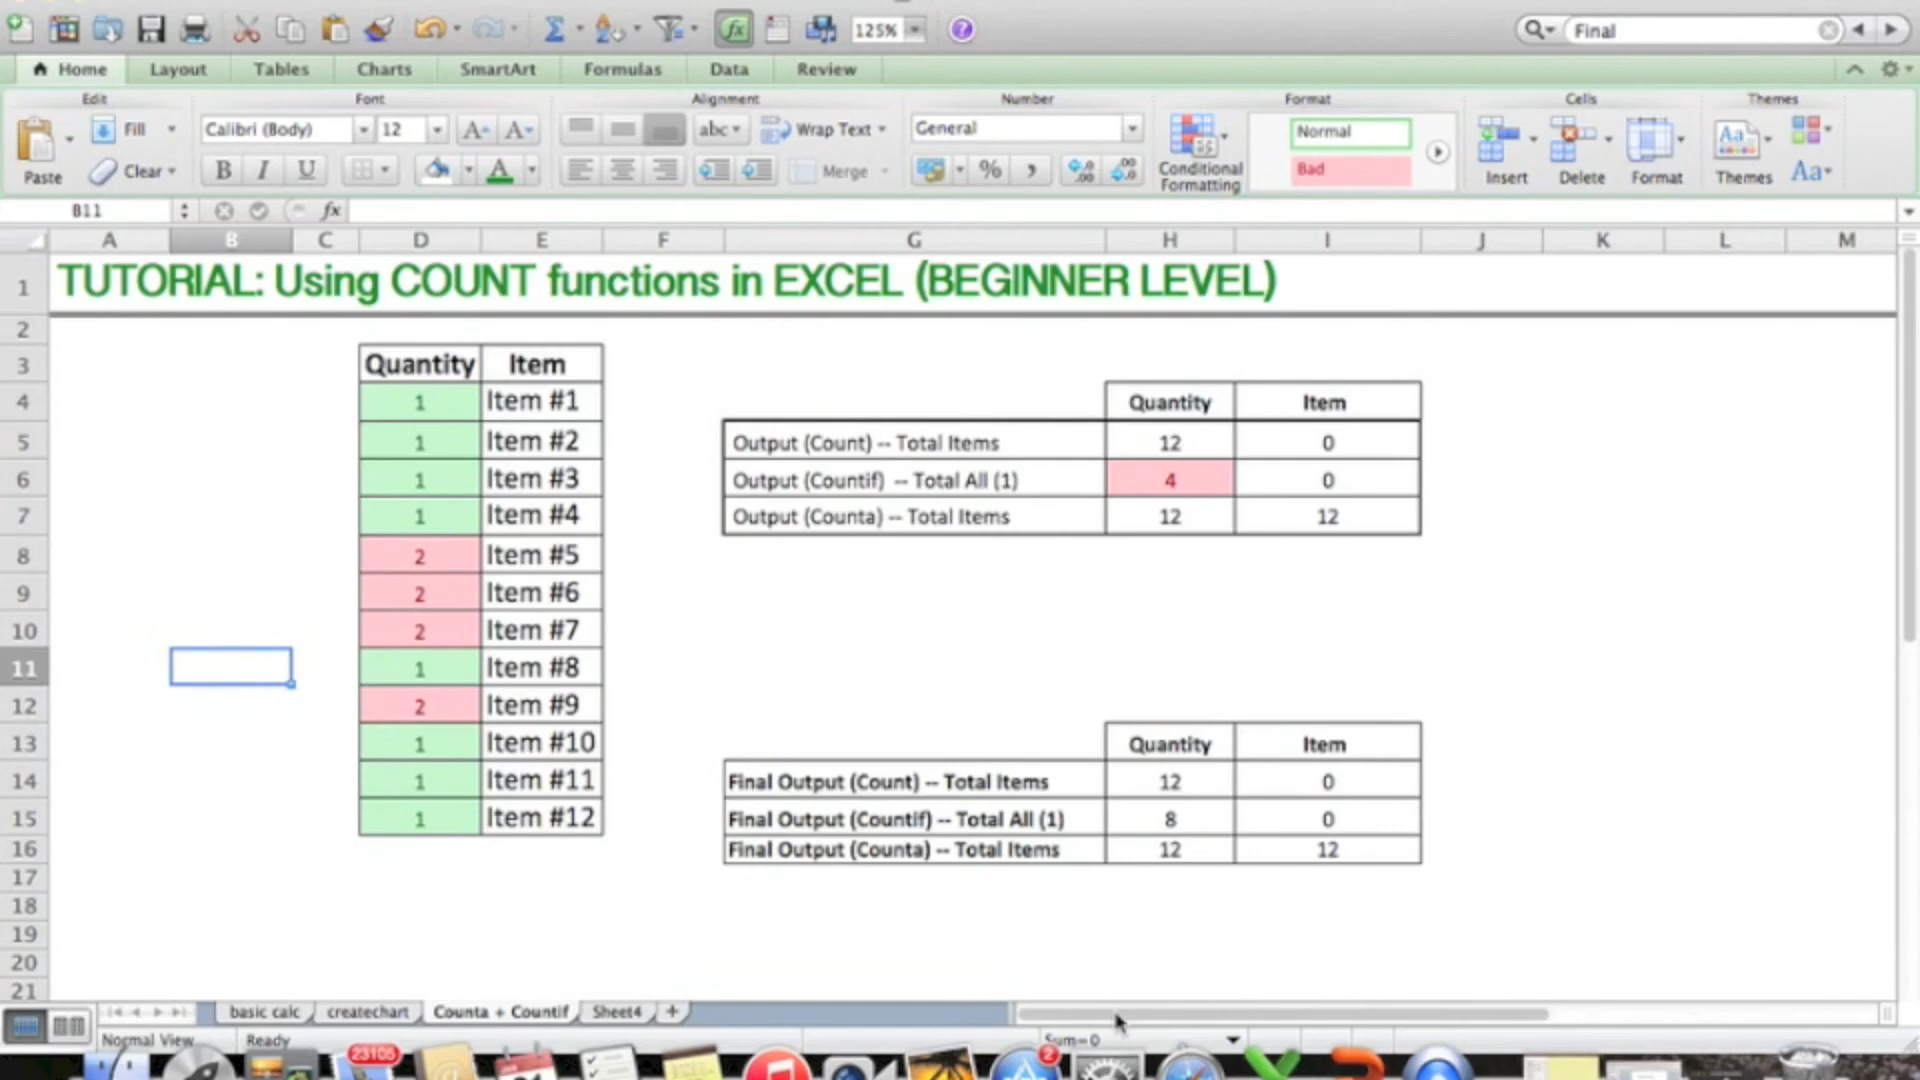 125%
Final
Home Layout Tables Charts SmartArt Formulas Data Review
Edit Font Alignment Number Format Cells Themes
Fill Calibri (Body) 12 A A abc Wrap Text General Normal
Paste Clear B I U A Merge % , Conditional Formatting Bad Insert Delete Format Themes Aa
B11 fx
A B C D E F G H I J K L M
1 TUTORIAL: Using COUNT functions in EXCEL (BEGINNER LEVEL)
2
3 Quantity Item
4 1 Item #1 Quantity Item
5 1 Item #2 Output (Count) -- Total Items 12 0
6 1 Item #3 Output (Countif) -- Total All (1) 4 0
7 1 Item #4 Output (Counta) -- Total Items 12 12
8 2 Item #5
9 2 Item #6
10 2 Item #7
11 1 Item #8
12 2 Item #9
13 1 Item #10 Quantity Item
14 1 Item #11 Final Output (Count) -- Total Items 12 0
15 1 Item #12 Final Output (Countif) -- Total All (1) 8 0
16 Final Output (Counta) -- Total Items 12 12
17
18
19
20
21
basic calc createchart Counta + Countif Sheet4 +
Normal View Ready Sum=0
23105 2